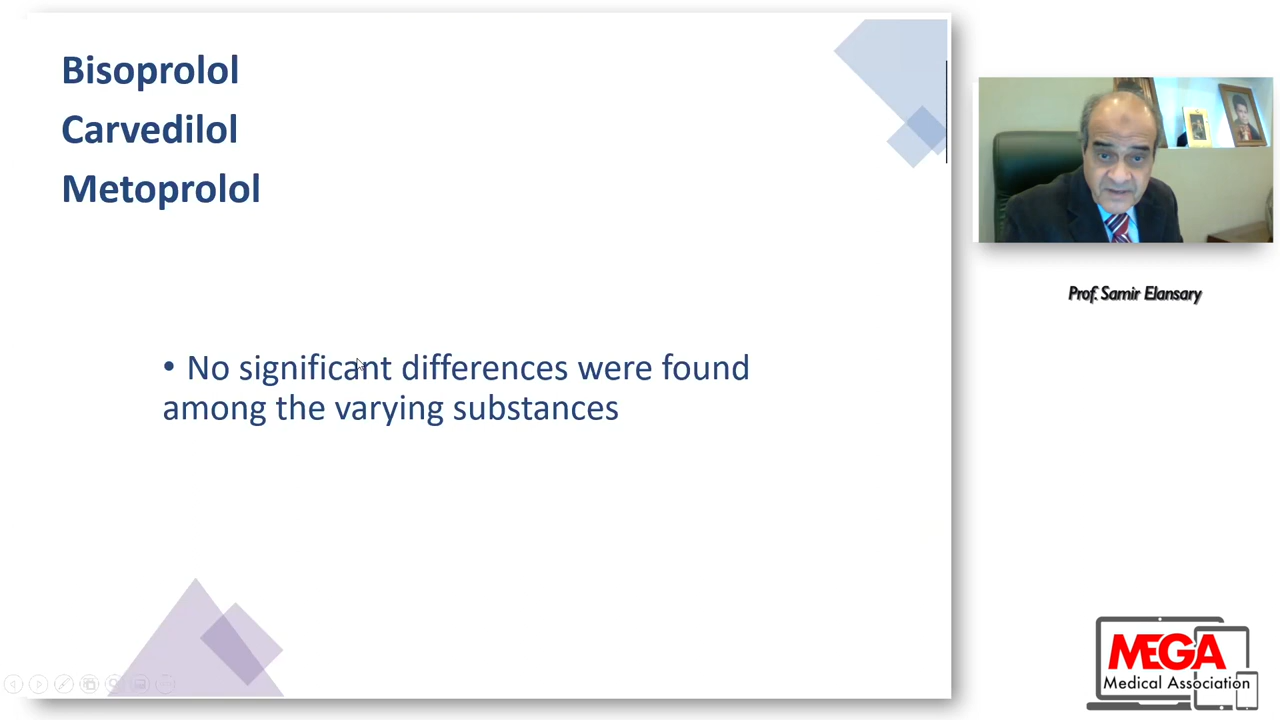 Bisoprolol
Carvedilol
Metoprolol
• No significant differences were found
among the varying substances
Prof. Samir Elansary
MEGA
Medical Association